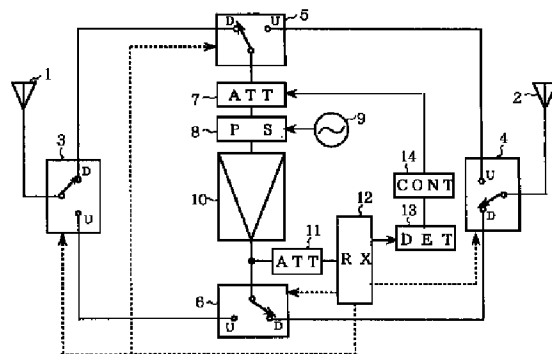 D U 5
1
7 ATT
8 PS 9
2
3
D
U
10
14
CONT
12
13
DET
11
ATT
RX
4
U
D
6
U D